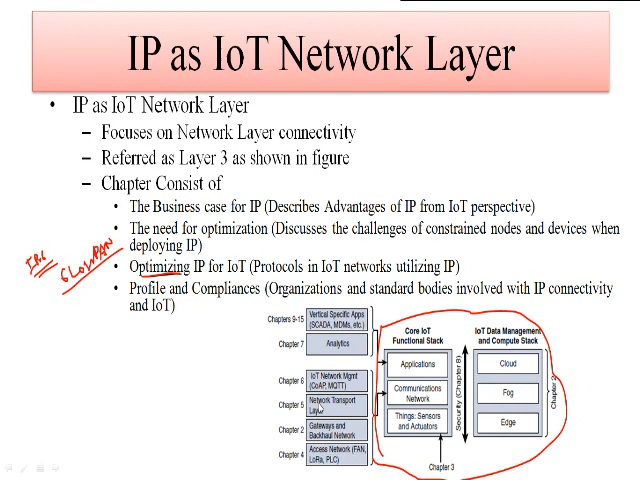 IP as IoT Network Layer
• IP as IoT Network Layer
– Focuses on Network Layer connectivity
– Referred as Layer 3 as shown in figure
– Chapter Consist of
• The Business case for IP (Describes Advantages of IP from IoT perspective)
• The need for optimization (Discusses the challenges of constrained nodes and devices when
deploying IP)
• Optimizing IP for IoT (Protocols in IoT networks utilizing IP)
• Profile and Compliances (Organizations and standard bodies involved with IP connectivity
and IoT)
IPv6
6LoWPAN
Chapters 9-15
Vertical Specific Apps
(SCADA, MDMs, etc.)
Chapter 7
Analytics
Chapter 6
IoT Network Mgmt
(CoAP, MQTT)
Chapter 5
Network Transport
Layer
Chapter 2
Gateways and
Backhaul Network
Chapter 4
Access Network (FAN,
LoRa, PLC)
Core IoT
Functional Stack
Applications
Communications
Network
Things: Sensors
and Actuators
Chapter 3
Security (Chapter 8)
IoT Data Management
and Compute Stack
Cloud
Fog
Edge
Chapter 2